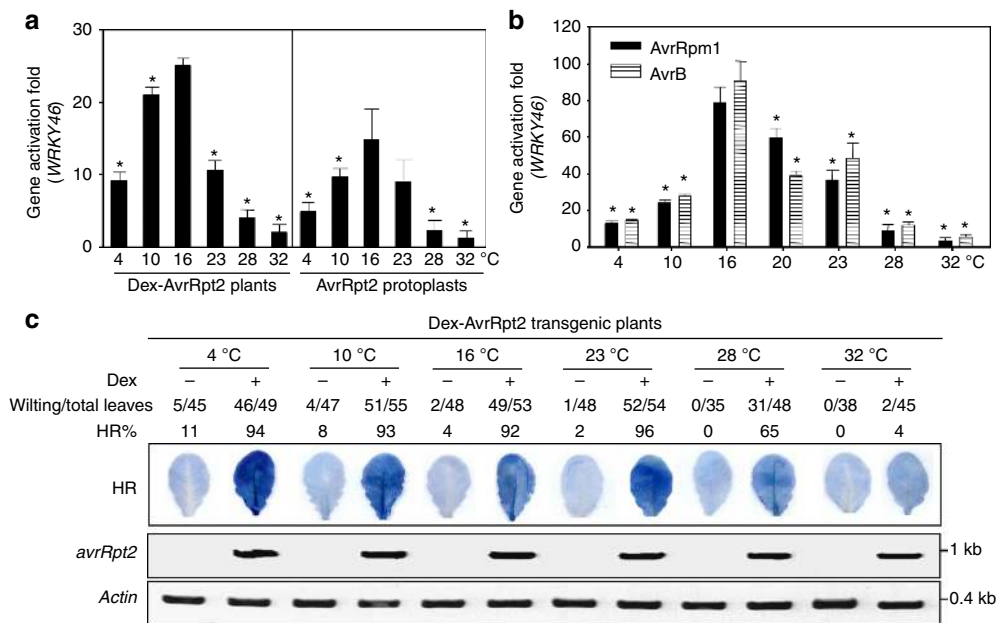 a
30
20
10
0
Gene activation fold
(WRKY46)
* * * * * * * * * *
4 10 16 23 28 32 4 10 16 23 28 32 °C
Dex-AvrRpt2 plants AvrRpt2 protoplasts
b
120
100
80
60
40
20
0
Gene activation fold
(WRKY46)
AvrRpm1
AvrB
* * * * * * * * * * * *
4 10 16 20 23 28 32 °C
c
Dex-AvrRpt2 transgenic plants
4 °C 10 °C 16 °C 23 °C 28 °C 32 °C
Dex – + – + – + – + – + – +
Wilting/total leaves 5/45 46/49 4/47 51/55 2/48 49/53 1/48 52/54 0/35 31/48 0/38 2/45
HR% 11 94 8 93 4 92 2 96 0 65 0 4
HR
avrRpt2 1 kb
Actin 0.4 kb